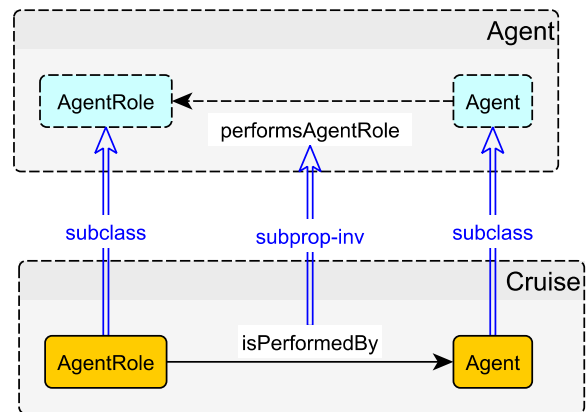 Agent
AgentRole
Agent
performsAgentRole
subclass
subprop-inv
subclass
Cruise
isPerformedBy
AgentRole
Agent